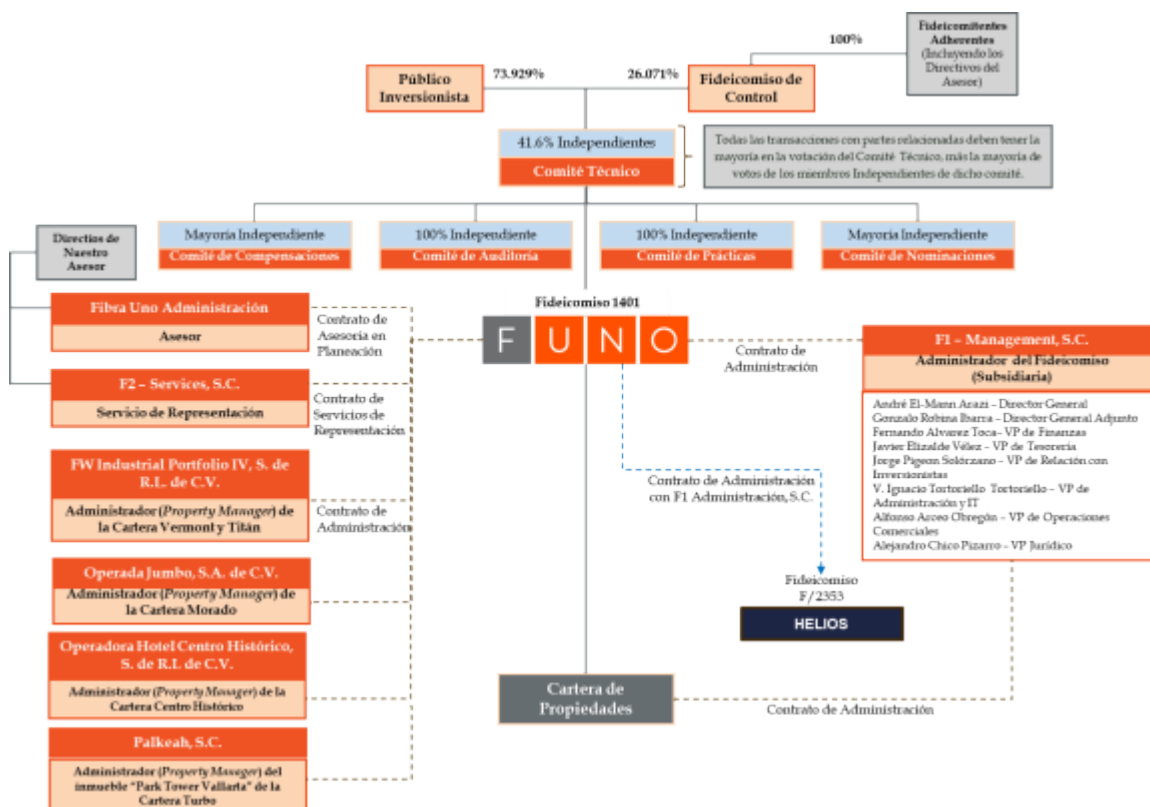 Fideicomitentes
Adherentes
(Incluyendo los
Directivos del
Asesor)
100%
73.929%
26.071%
Público
Inversionista
Fideicomiso de
Control
41.6% Independientes
Comité Técnico
Todas las transacciones con partes relacionadas deben tener la
mayoría en la votación del Comité Técnico, más la mayoría de
votos de los miembros Independientes de dicho comité.
Directios de
Nuestro
Asesor
Mayoría Independiente
Comité de Compensaciones
100% Independiente
Comité de Auditoría
100% Independiente
Comité de Prácticas
Mayoría Independiente
Comité de Nominaciones
Fideicomiso 1401
FUNO
Fibra Uno Administración
Asesor
Contrato de
Asesoría en
Planeación
F2 – Services, S.C.
Servicio de Representación
Contrato de
Servicios de
Representación
FW Industrial Portfolio IV, S. de
R.L. de C.V.
Administrador (Property Manager) de
la Cartera Vermont y Titán
Contrato de
Administración
Operada Jumbo, S.A. de C.V.
Administrador (Property Manager) de
la Cartera Morado
Operadora Hotel Centro Histórico,
S. de R.L de C.V.
Administrador (Property Manager) de la
Cartera Centro Histórico
Palkeah, S.C.
Administrador (Property Manager) del
inmueble "Park Tower Vallarta" de la
Cartera Turbo
Contrato de
Administración
F1 – Management, S.C.
Administrador del Fideicomiso
(Subsidiaria)
André El-Mann Arazi – Director General
Gonzalo Robina Ibarra – Director General Adjunto
Fernando Alvarez Toca– VP de Finanzas
Javier Elizalde Vélez – VP de Tesorería
Jorge Pigeon Solórzano – VP de Relación con
Inversionistas
V. Ignacio Tortoriello Tortoriello – VP de
Administración y IT
Alfonso Arceo Obregón – VP de Operaciones
Comerciales
Alejandro Chico Pizarro – VP Jurídico
Contrato de Administración
con F1 Administración, S.C.
Fideicomiso
F/2353
HELIOS
Cartera de
Propiedades
Contrato de Administración